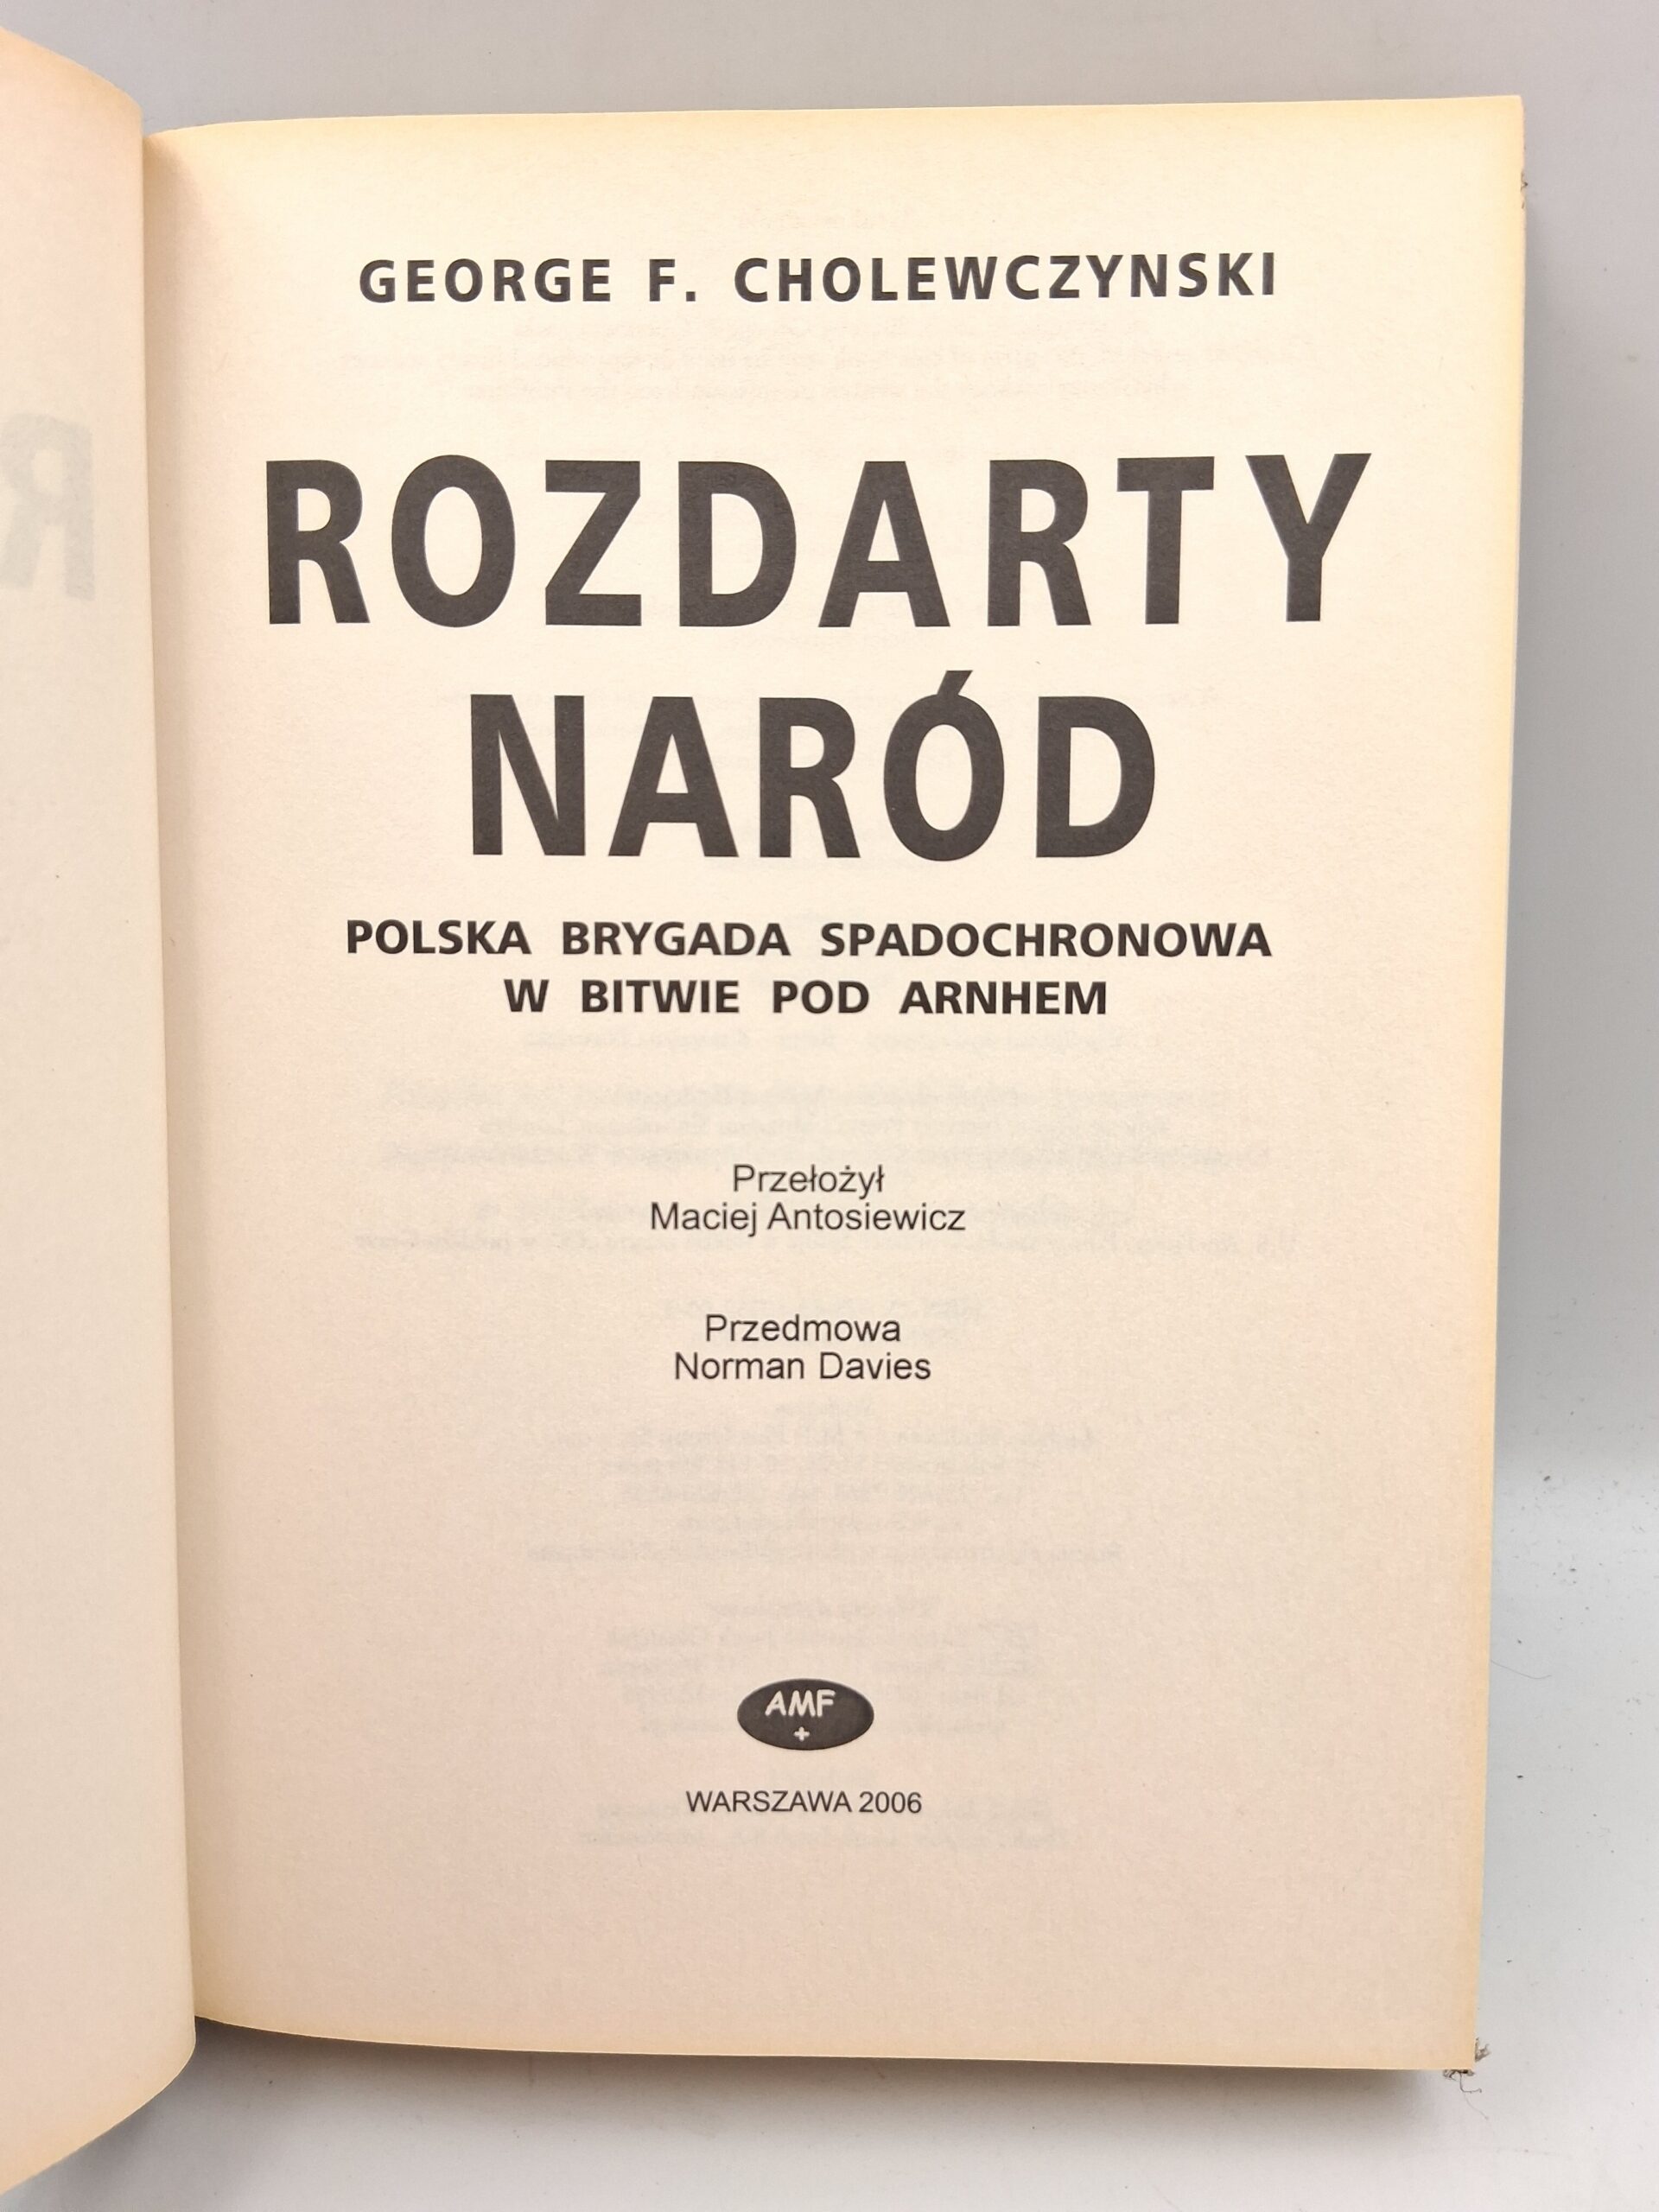 GEORGE F. CHOLEWCZYNSKI
ROZDARTY
NARÓD
POLSKA BRYGADA SPADOCHRONOWA
W BITWIE POD ARNHEM
Przełożył
Maciej Antosiewicz
Przedmowa
Norman Davies
AMF
+
WARSZAWA 2006